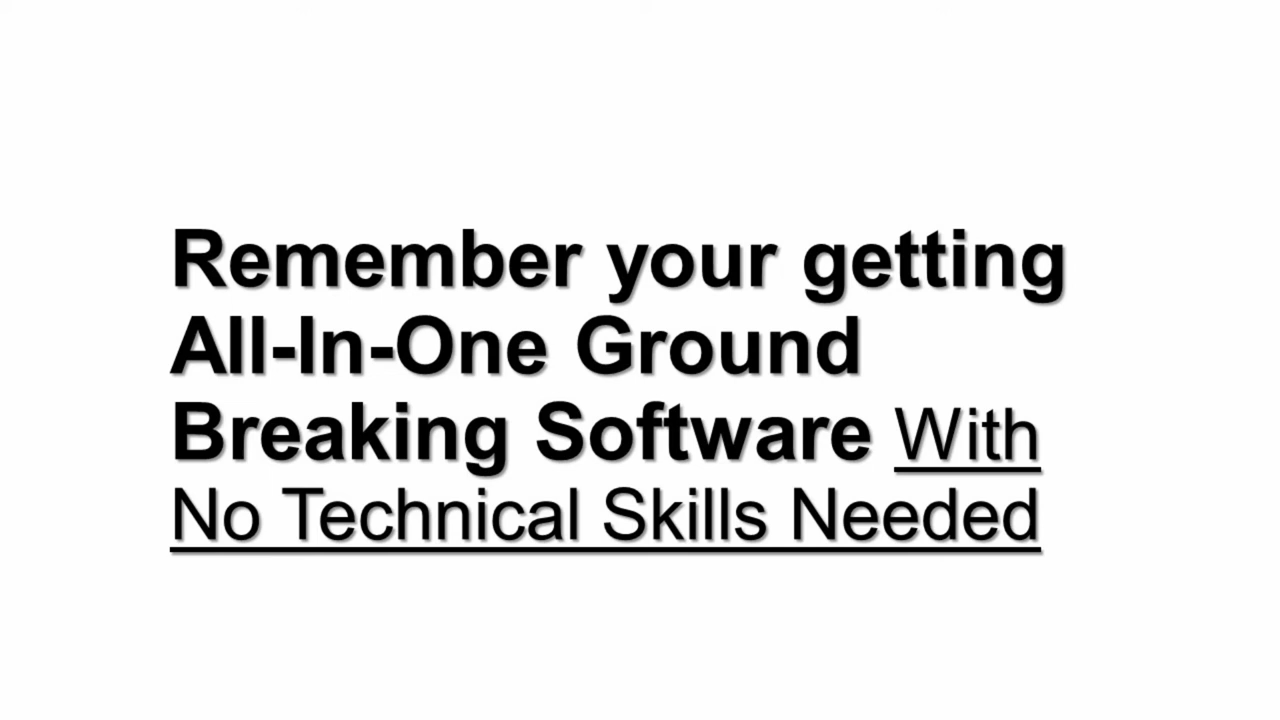 Remember your getting
All-In-One Ground
Breaking Software With
No Technical Skills Needed